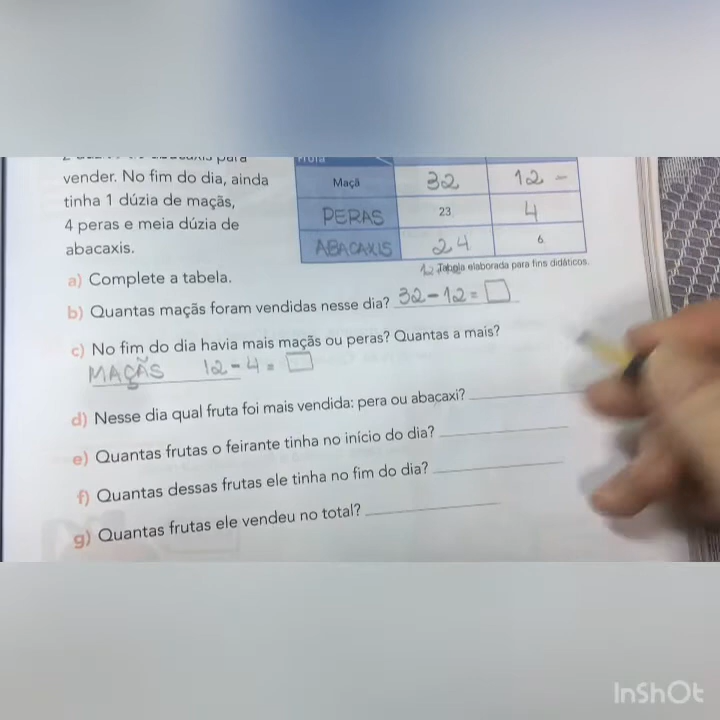 para
vender. No fim do dia, ainda
tinha 1 dúzia de maçãs,
4 peras e meia dúzia de
abacaxis.
Fruta
Maçã 32 12 -
PERAS 23 4
ABACAXIS 24 6
Tabela elaborada para fins didáticos.
a) Complete a tabela.
b) Quantas maçãs foram vendidas nesse dia? 32 - 12 = □
c) No fim do dia havia mais maçãs ou peras? Quantas a mais?
MAÇÃS 12 - 4 = □
d) Nesse dia qual fruta foi mais vendida: pera ou abacaxi?
e) Quantas frutas o feirante tinha no início do dia?
f) Quantas dessas frutas ele tinha no fim do dia?
g) Quantas frutas ele vendeu no total?
InShOt